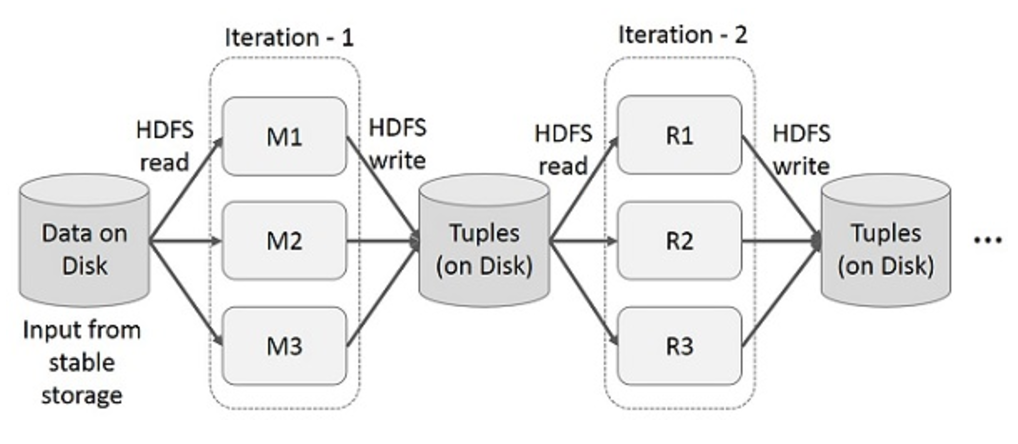 Iteration - 1
Iteration - 2
HDFS
read
M1
HDFS
write
HDFS
read
R1
HDFS
write
Data on
Disk
M2
Tuples
(on Disk)
R2
Tuples
(on Disk)
...
Input from
stable
storage
M3
R3